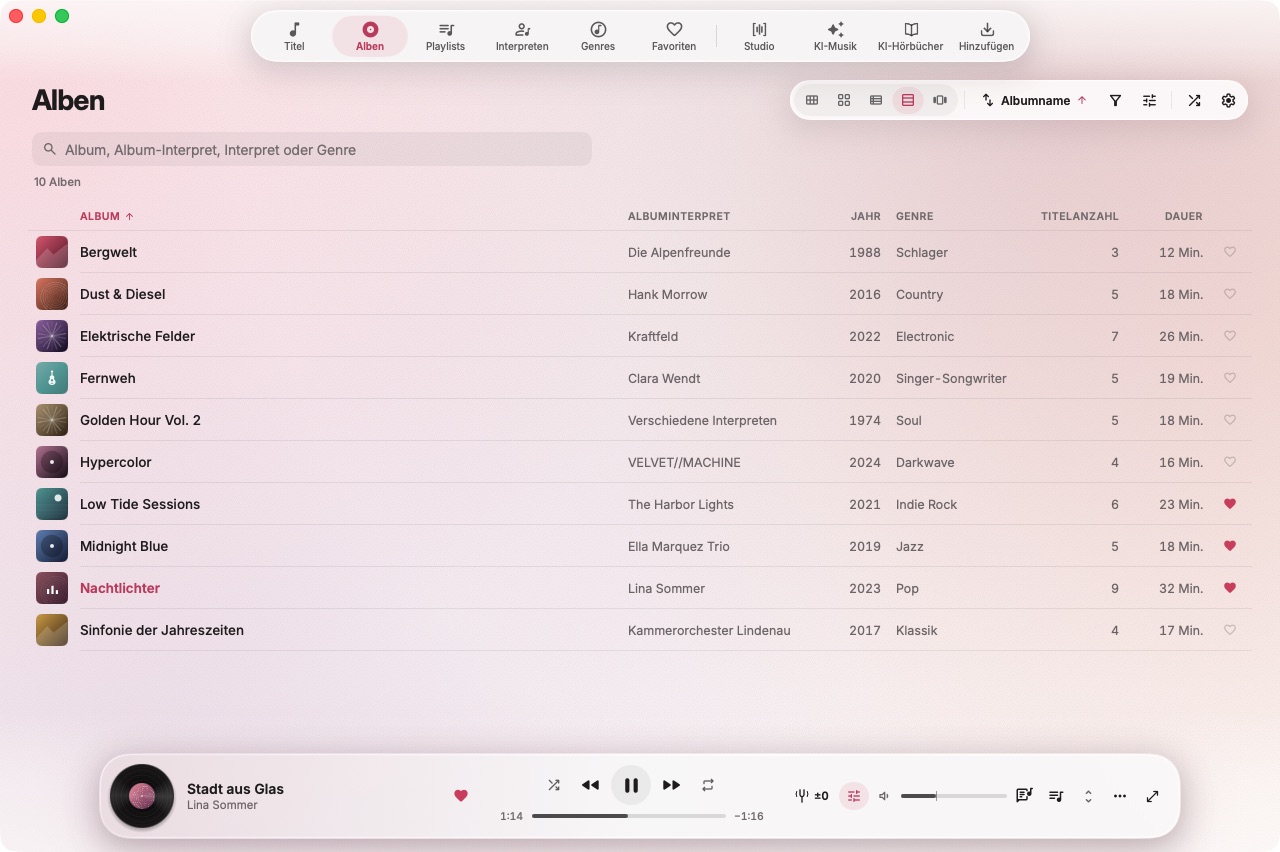 Titel Alben Playlists Interpreten Genres Favoriten Studio KI-Musik KI-Hörbücher Hinzufügen
Alben
Albumname
Album, Album-Interpret, Interpret oder Genre
10 Alben
ALBUM ALBUMINTERPRET JAHR GENRE TITELANZAHL DAUER
Bergwelt Die Alpenfreunde 1988 Schlager 3 12 Min.
Dust & Diesel Hank Morrow 2016 Country 5 18 Min.
Elektrische Felder Kraftfeld 2022 Electronic 7 26 Min.
Fernweh Clara Wendt 2020 Singer-Songwriter 5 19 Min.
Golden Hour Vol. 2 Verschiedene Interpreten 1974 Soul 5 18 Min.
Hypercolor VELVET//MACHINE 2024 Darkwave 4 16 Min.
Low Tide Sessions The Harbor Lights 2021 Indie Rock 6 23 Min.
Midnight Blue Ella Marquez Trio 2019 Jazz 5 18 Min.
Nachtlichter Lina Sommer 2023 Pop 9 32 Min.
Sinfonie der Jahreszeiten Kammerorchester Lindenau 2017 Klassik 4 17 Min.
Stadt aus Glas
Lina Sommer
±0
1:14 −1:16